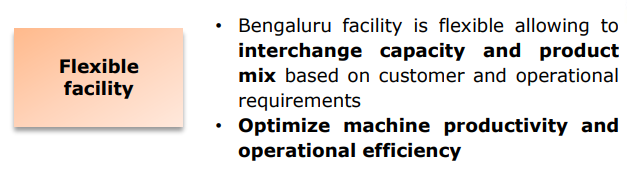 Flexible
facility
• Bengaluru facility is flexible allowing to
interchange capacity and product
mix based on customer and operational
requirements
• Optimize machine productivity and
operational efficiency